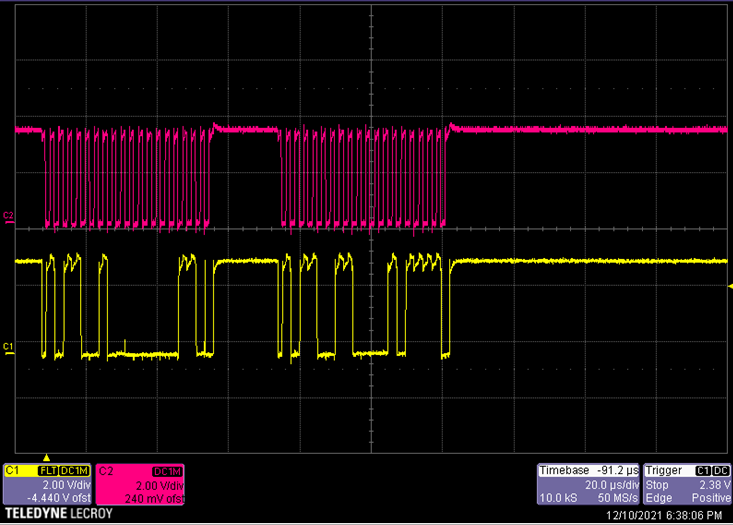 C2
C1
C1 FLT DC1M
2.00 V/div
-4.440 V ofst
C2 DC1M
2.00 V/div
240 mV ofst
Timebase -91.2 µs
20.0 µs/div
10.0 kS 50 MS/s
Trigger C1 DC
Stop 2.38 V
Edge Positive
TELEDYNE LECROY
12/10/2021 6:38:06 PM